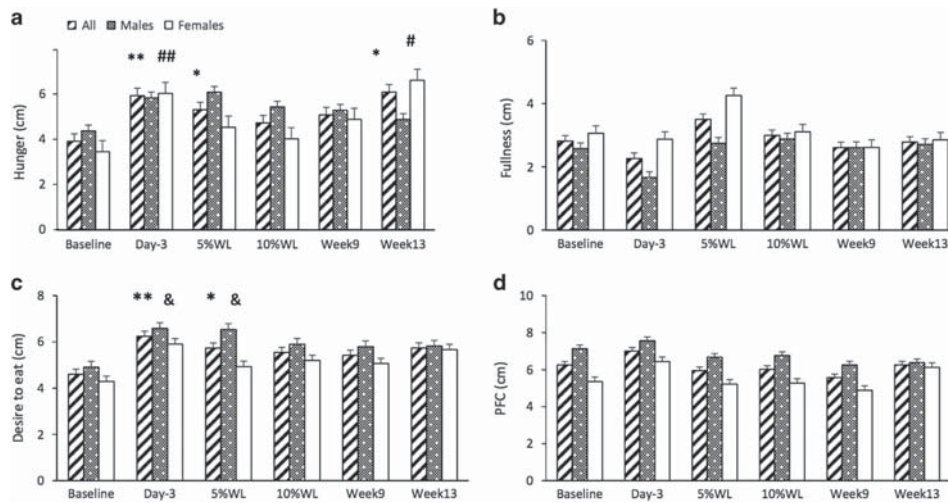 a
All Males Females
Hunger (cm)
8
6
4
2
0
** ##
*
* #
Baseline Day-3 5%WL 10%WL Week9 Week13
b
Fullness (cm)
6
4
2
0
Baseline Day-3 5%WL 10%WL Week9 Week13
c
Desire to eat (cm)
8
6
4
2
0
** & * &
Baseline Day-3 5%WL 10%WL Week9 Week13
d
PFC (cm)
10
8
6
4
2
0
Baseline Day-3 5%WL 10%WL Week9 Week13